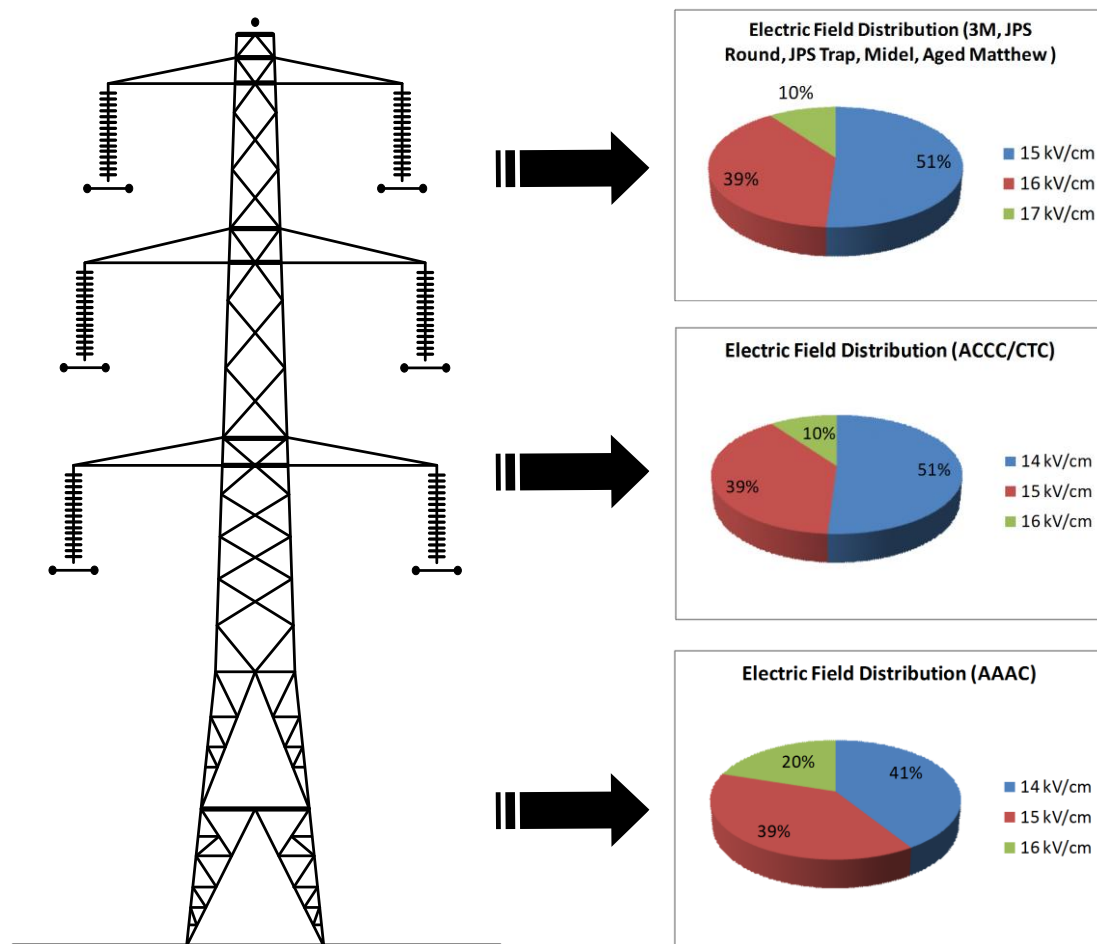 Electric Field Distribution (3M, JPS
Round, JPS Trap, Midel, Aged Matthew )
10%
51%
39%
15 kV/cm
16 kV/cm
17 kV/cm
Electric Field Distribution (ACCC/CTC)
10%
51%
39%
14 kV/cm
15 kV/cm
16 kV/cm
Electric Field Distribution (AAAC)
20%
41%
39%
14 kV/cm
15 kV/cm
16 kV/cm